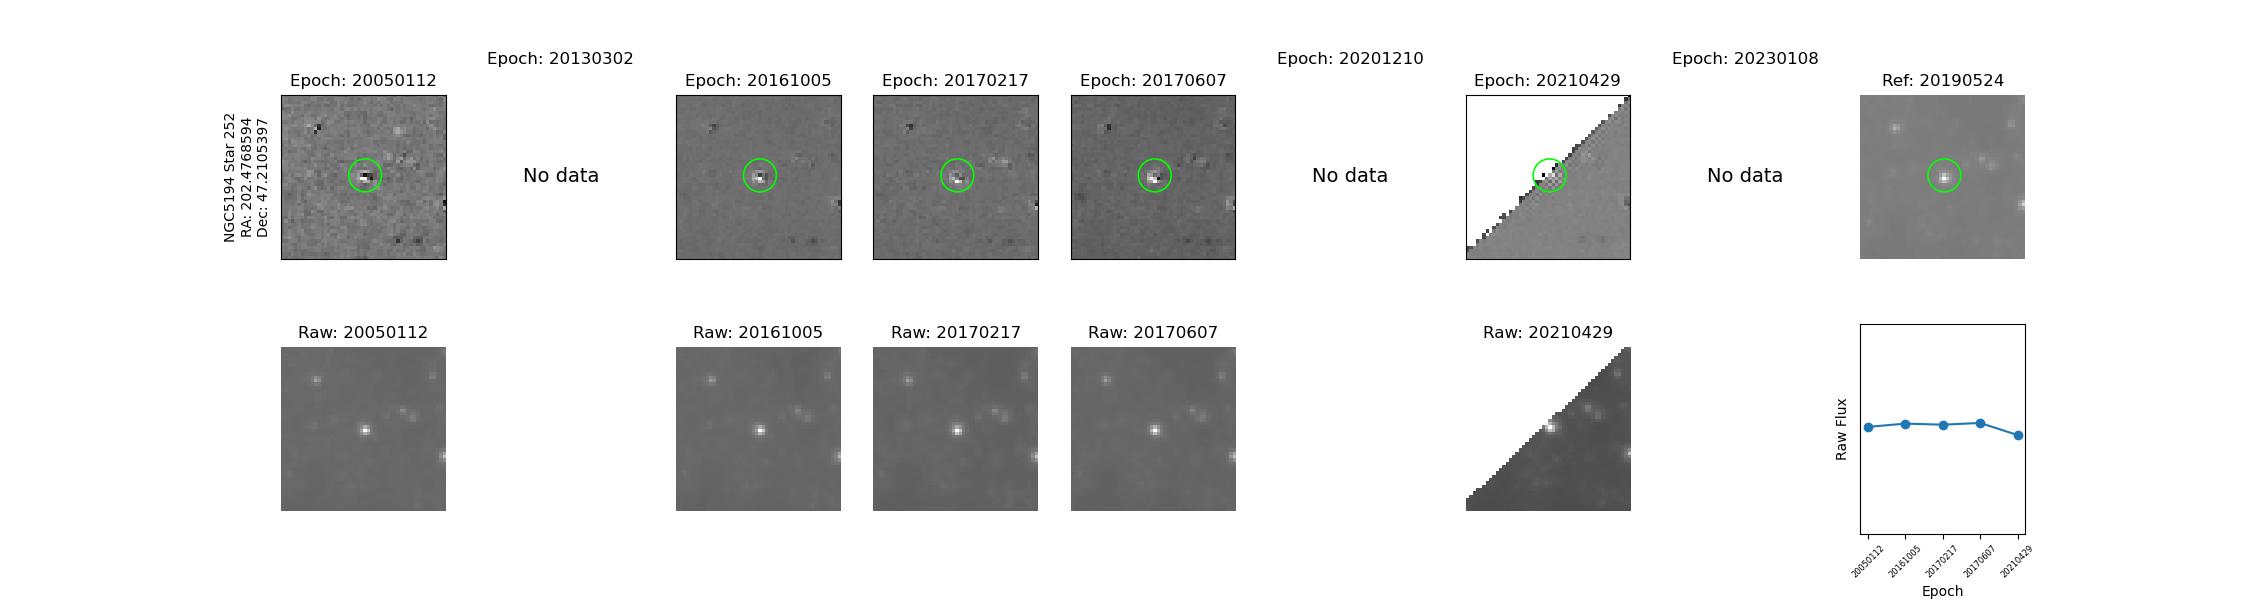 Epoch: 20130302
Epoch: 20201210
Epoch: 20230108
Epoch: 20050112
Epoch: 20161005
Epoch: 20170217
Epoch: 20170607
Epoch: 20210429
Ref: 20190524
NGC5194 Star 252
RA: 202.4768594
Dec: 47.2105397
No data
No data
No data
Raw: 20050112
Raw: 20161005
Raw: 20170217
Raw: 20170607
Raw: 20210429
Raw Flux
20050112
20161005
20170217
20170607
20210429
Epoch